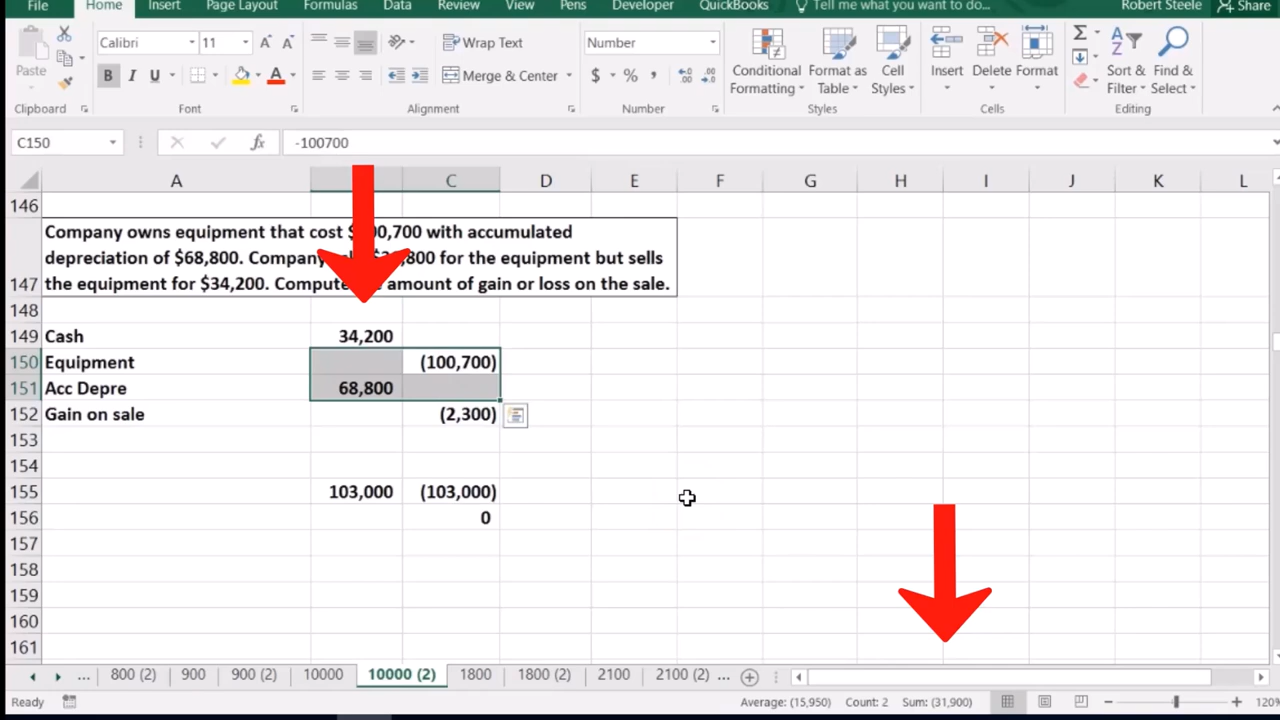 File Home Insert Page Layout Formulas Data Review View Pens Developer QuickBooks Tell me what you want to do... Robert Steele Share
Calibri 11 Wrap Text Number
Paste B I U Merge & Center $ % Conditional Formatting Format as Table Cell Styles Insert Delete Format Sort & Filter Find & Select
Clipboard Font Alignment Number Styles Cells Editing
C150 fx -100700
A C D E F G H I J K L
146
Company owns equipment that cost 00,700 with accumulated
depreciation of $68,800. Company 800 for the equipment but sells
147 the equipment for $34,200. Compute amount of gain or loss on the sale.
148
149 Cash 34,200
150 Equipment (100,700)
151 Acc Depre 68,800
152 Gain on sale (2,300)
153
154
155 103,000 (103,000)
156 0
157
158
159
160
161
... 800 (2) 900 900 (2) 10000 10000 (2) 1800 1800 (2) 2100 2100 (2) ...
Ready Average: (15,950) Count: 2 Sum: (31,900) 120%